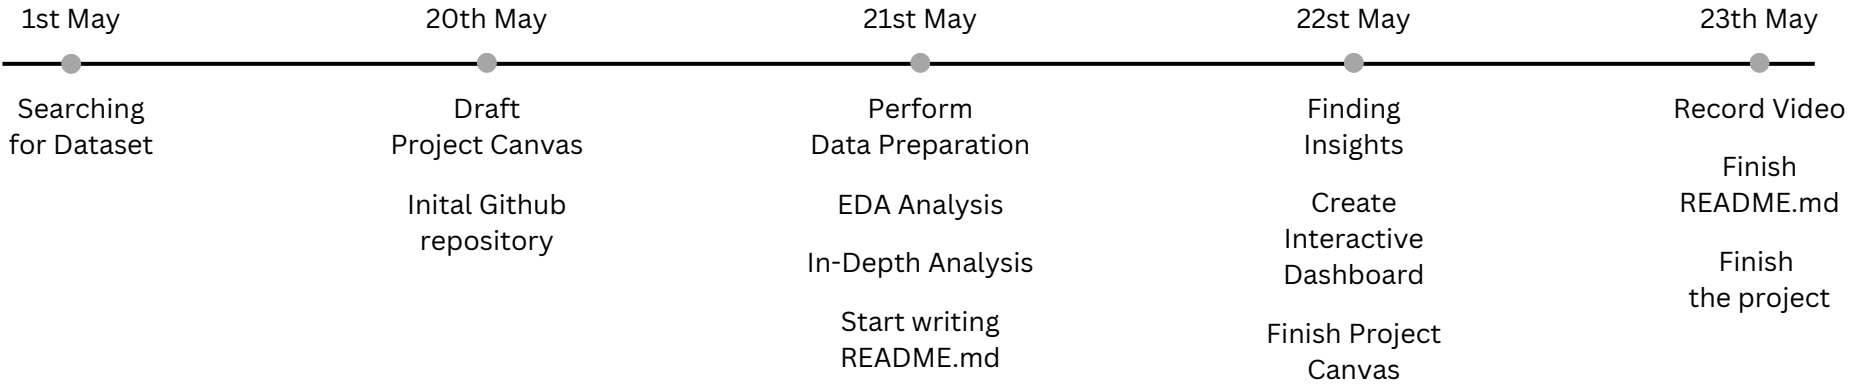 1st May
Searching
for Dataset
20th May
Draft
Project Canvas
Inital Github
repository
21st May
Perform
Data Preparation
EDA Analysis
In-Depth Analysis
Start writing
README.md
22st May
Finding
Insights
Create
Interactive
Dashboard
Finish Project
Canvas
23th May
Record Video
Finish
README.md
Finish
the project